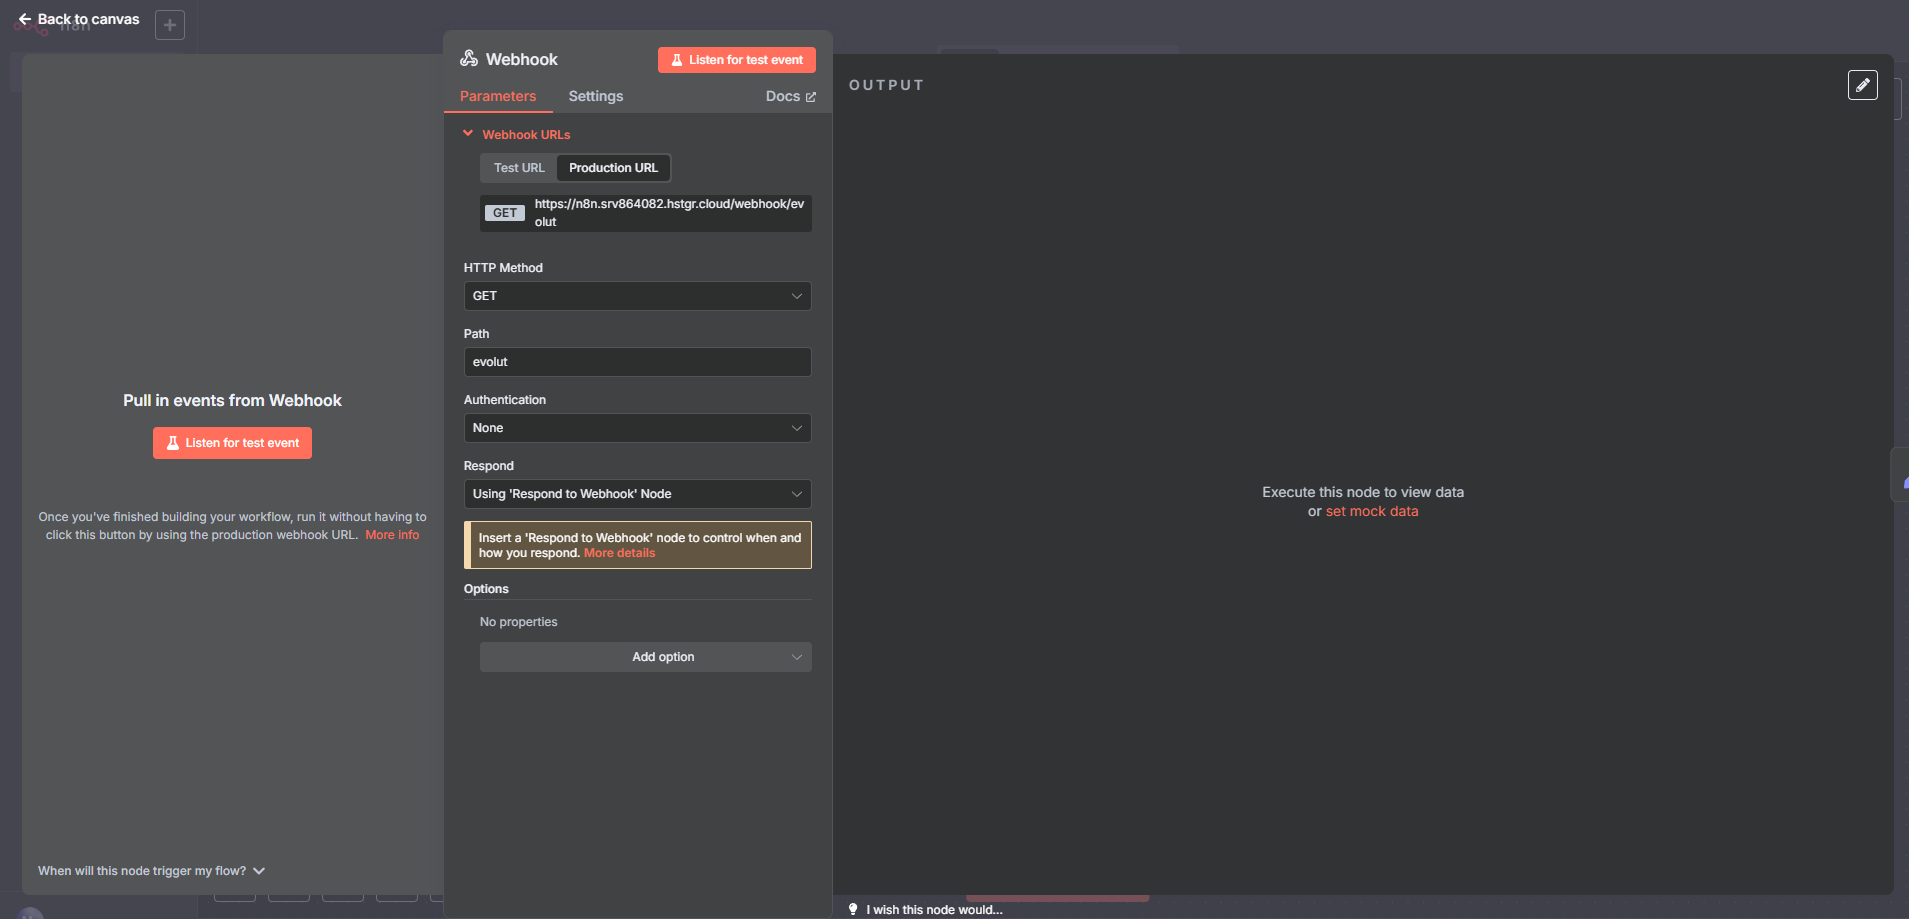 Back to canvas
n8n
Webhook
Listen for test event
Parameters
Settings
Docs
Webhook URLs
Test URL
Production URL
GET
https://n8n.srv864082.hstgr.cloud/webhook/ev
olut
HTTP Method
GET
Path
evolut
Authentication
None
Respond
Using 'Respond to Webhook' Node
Insert a 'Respond to Webhook' node to control when and
how you respond. More details
Options
No properties
Add option
Pull in events from Webhook
Listen for test event
Once you've finished building your workflow, run it without having to
click this button by using the production webhook URL. More info
When will this node trigger my flow?
OUTPUT
Execute this node to view data
or set mock data
I wish this node would...